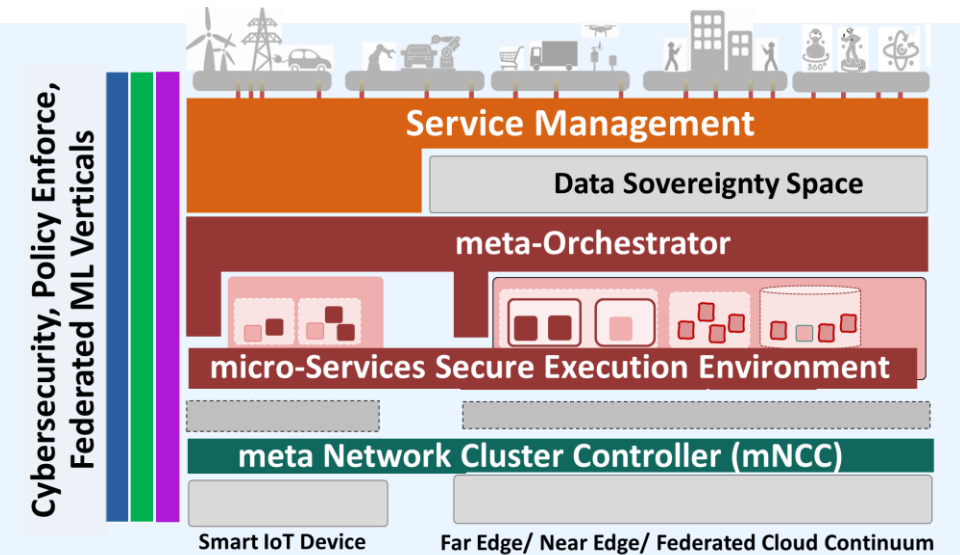 Cybersecurity, Policy Enforce,
Federated ML Verticals
360°
Service Management
Data Sovereignty Space
meta-Orchestrator
micro-Services Secure Execution Environment
meta Network Cluster Controller (mNCC)
Smart IoT Device
Far Edge/ Near Edge/ Federated Cloud Continuum